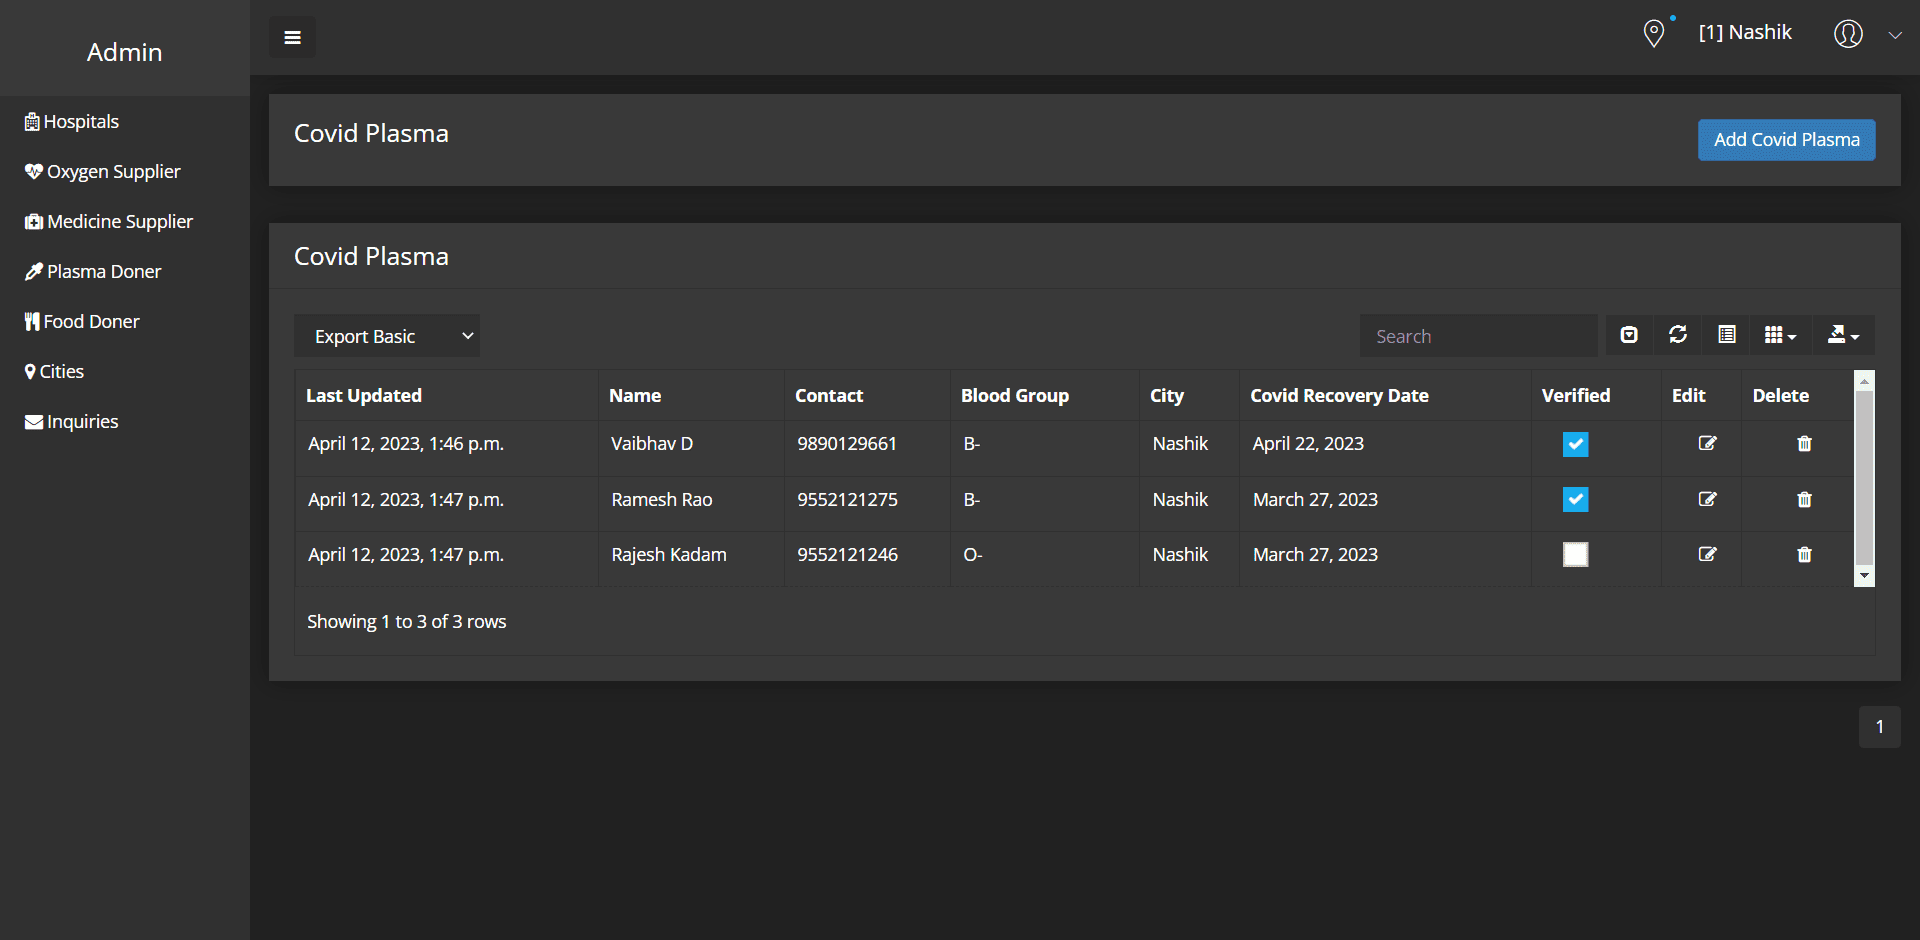 Admin
Hospitals
Oxygen Supplier
Medicine Supplier
Plasma Doner
Food Doner
Cities
Inquiries
[1] Nashik
Covid Plasma
Add Covid Plasma
Covid Plasma
Export Basic
Search
Last Updated Name Contact Blood Group City Covid Recovery Date Verified Edit Delete
April 12, 2023, 1:46 p.m. Vaibhav D 9890129661 B- Nashik April 22, 2023
April 12, 2023, 1:47 p.m. Ramesh Rao 9552121275 B- Nashik March 27, 2023
April 12, 2023, 1:47 p.m. Rajesh Kadam 9552121246 O- Nashik March 27, 2023
Showing 1 to 3 of 3 rows
1